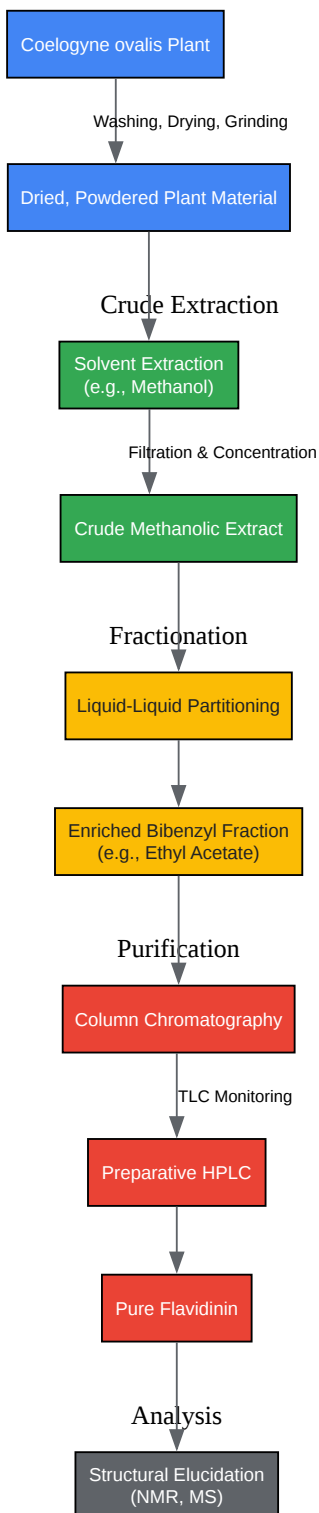 Coelogyne ovalis Plant
Washing, Drying, Grinding
Dried, Powdered Plant Material
Crude Extraction
Solvent Extraction
(e.g., Methanol)
Filtration & Concentration
Crude Methanolic Extract
Fractionation
Liquid-Liquid Partitioning
Enriched Bibenzyl Fraction
(e.g., Ethyl Acetate)
Purification
Column Chromatography
TLC Monitoring
Preparative HPLC
Pure Flavidinin
Analysis
Structural Elucidation
(NMR, MS)